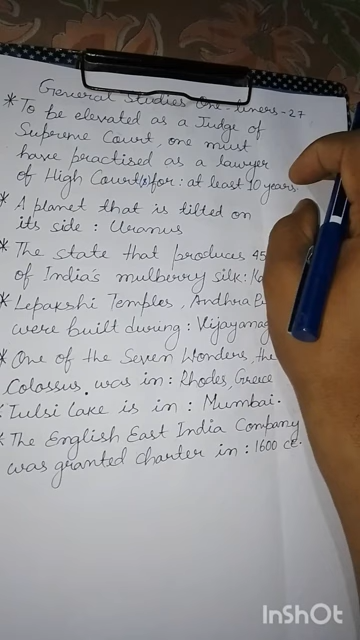 General Studies One-liners-27
* To be elevated as a Judge of
Supreme Court, one must
have practised as a lawyer
of High Court(s) for: at least 10 years.
* A planet that is tilted on
its side : Uranus
* The state that produces 45
of India's mulberry silk:
* Lepakshi Temples, Andhra
were built during : Vijayanag
* One of the Seven Wonders, the
Colossus. was in : Rhodes, Greece
* Tulsi Lake is in : Mumbai.
* The English East India Company
was granted charter in : 1600 CE.
InShOt